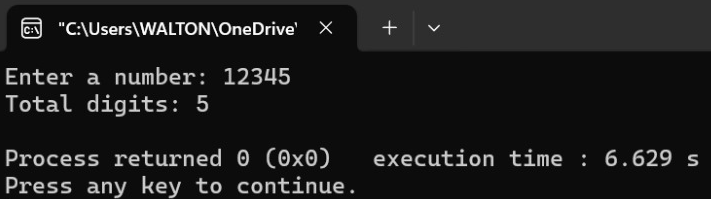 "C:\Users\WALTON\OneDrive\
Enter a number: 12345
Total digits: 5
Process returned 0 (0x0)   execution time : 6.629 s
Press any key to continue.